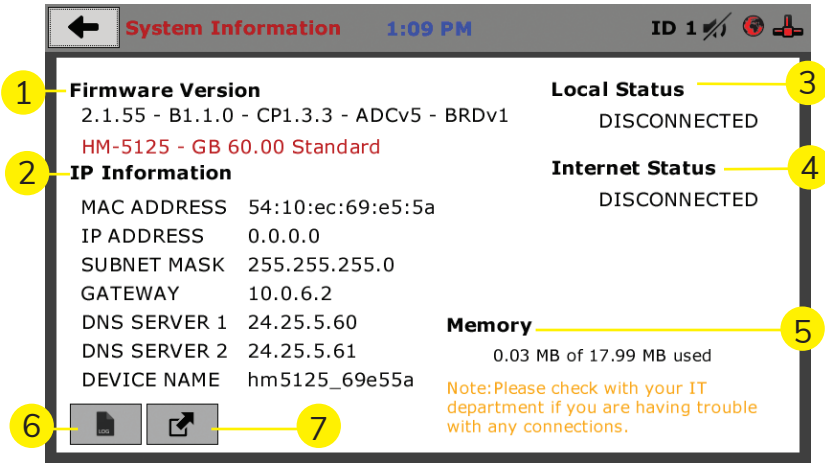 System Information 1:09 PM ID 1
1 Firmware Version
2.1.55 - B1.1.0 - CP1.3.3 - ADCv5 - BRDv1
HM-5125 - GB 60.00 Standard
2 IP Information
MAC ADDRESS 54:10:ec:69:e5:5a
IP ADDRESS 0.0.0.0
SUBNET MASK 255.255.255.0
GATEWAY 10.0.6.2
DNS SERVER 1 24.25.5.60
DNS SERVER 2 24.25.5.61
DEVICE NAME hm5125_69e55a
6 LOG
7
Local Status 3
DISCONNECTED
Internet Status 4
DISCONNECTED
Memory 5
0.03 MB of 17.99 MB used
Note:Please check with your IT
department if you are having trouble
with any connections.